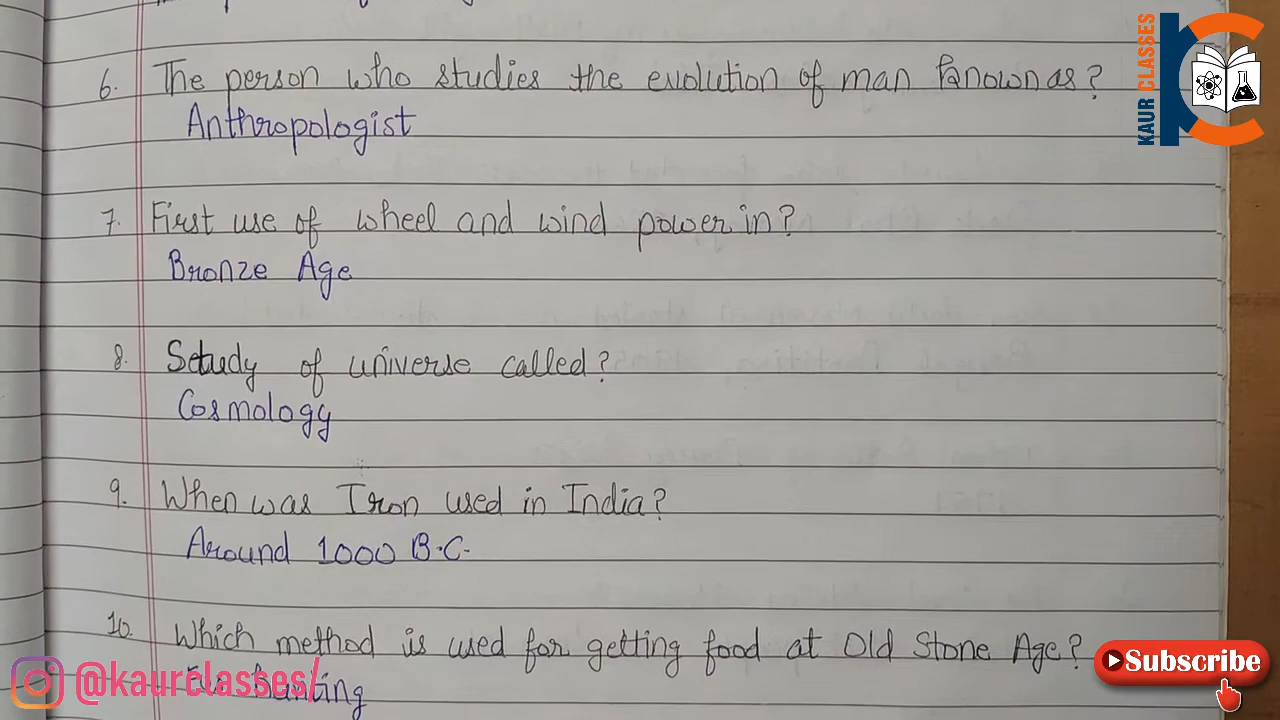 6. The person who studies the evolution of man known as?
Anthropologist
7. First use of wheel and wind power in?
Bronze Age
8. Study of universe called?
Cosmology
9. When was Iron used in India?
Around 1000 B.C.
10. Which method is used for getting food at Old Stone Age?
hunting
KAUR CLASSES
@kaurclasses/
Subscribe